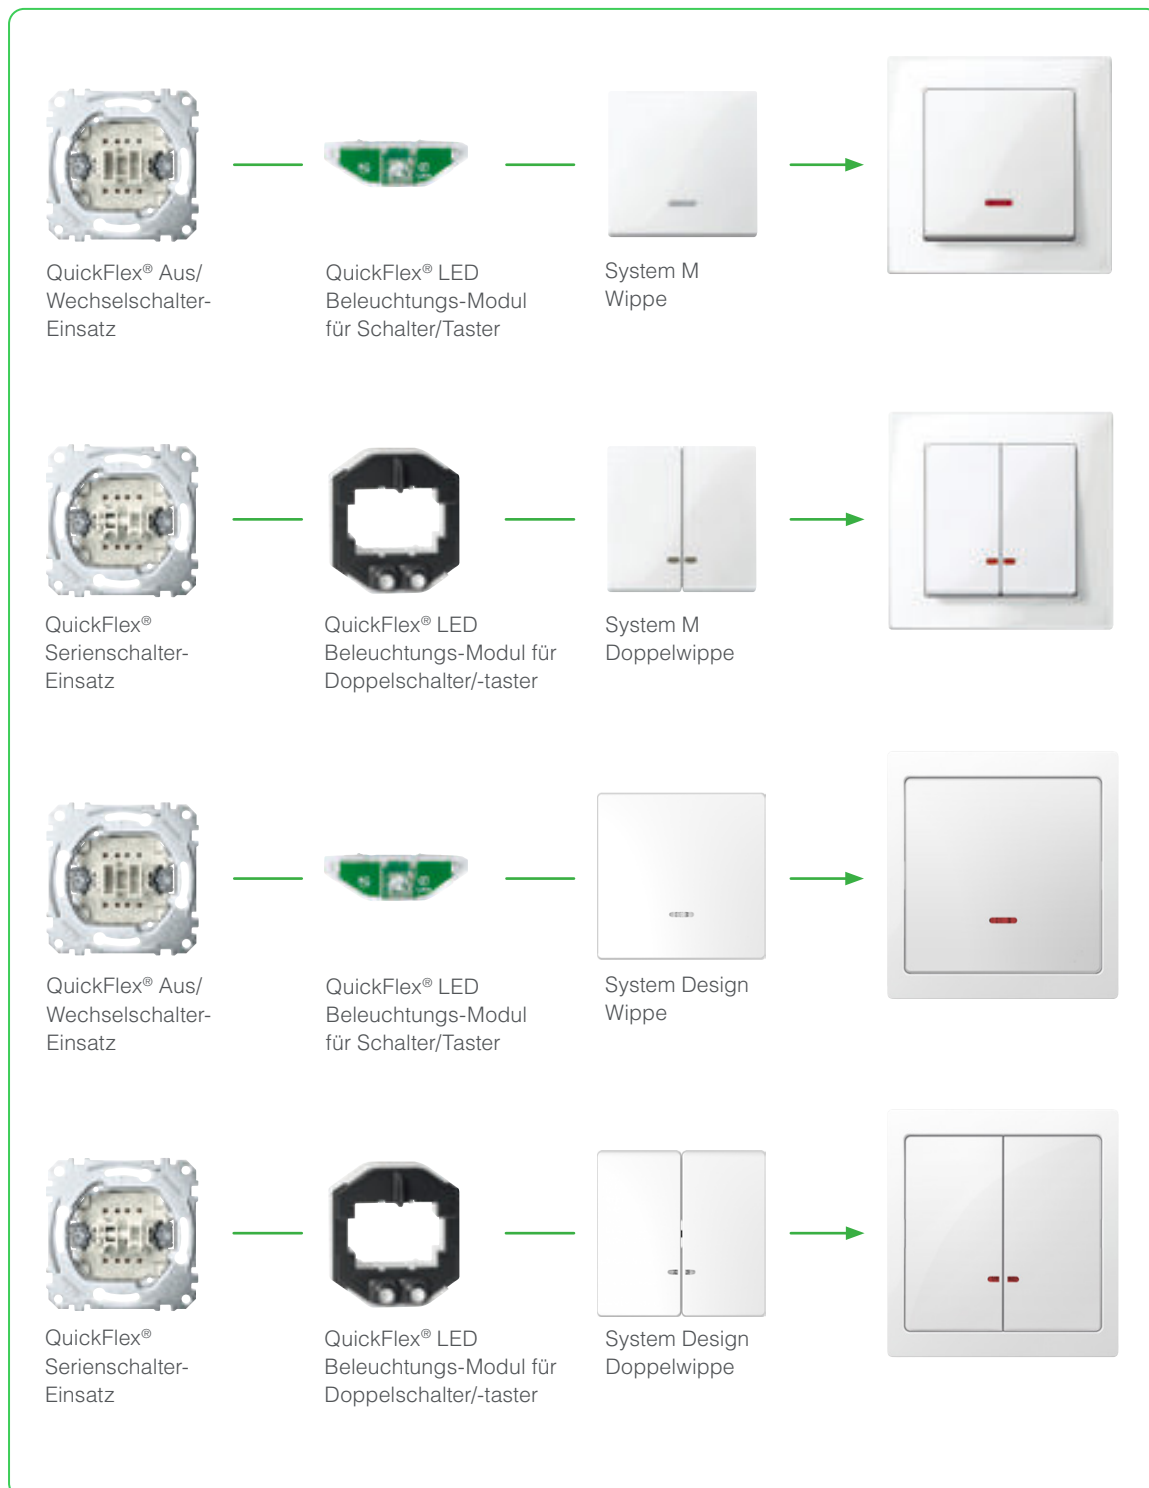 QuickFlex® Aus/
Wechselschalter-
Einsatz
QuickFlex® LED
Beleuchtungs-Modul
für Schalter/Taster
System M
Wippe
QuickFlex®
Serienschalter-
Einsatz
QuickFlex® LED
Beleuchtungs-Modul für
Doppelschalter/-taster
System M
Doppelwippe
QuickFlex® Aus/
Wechselschalter-
Einsatz
QuickFlex® LED
Beleuchtungs-Modul
für Schalter/Taster
System Design
Wippe
QuickFlex®
Serienschalter-
Einsatz
QuickFlex® LED
Beleuchtungs-Modul für
Doppelschalter/-taster
System Design
Doppelwippe